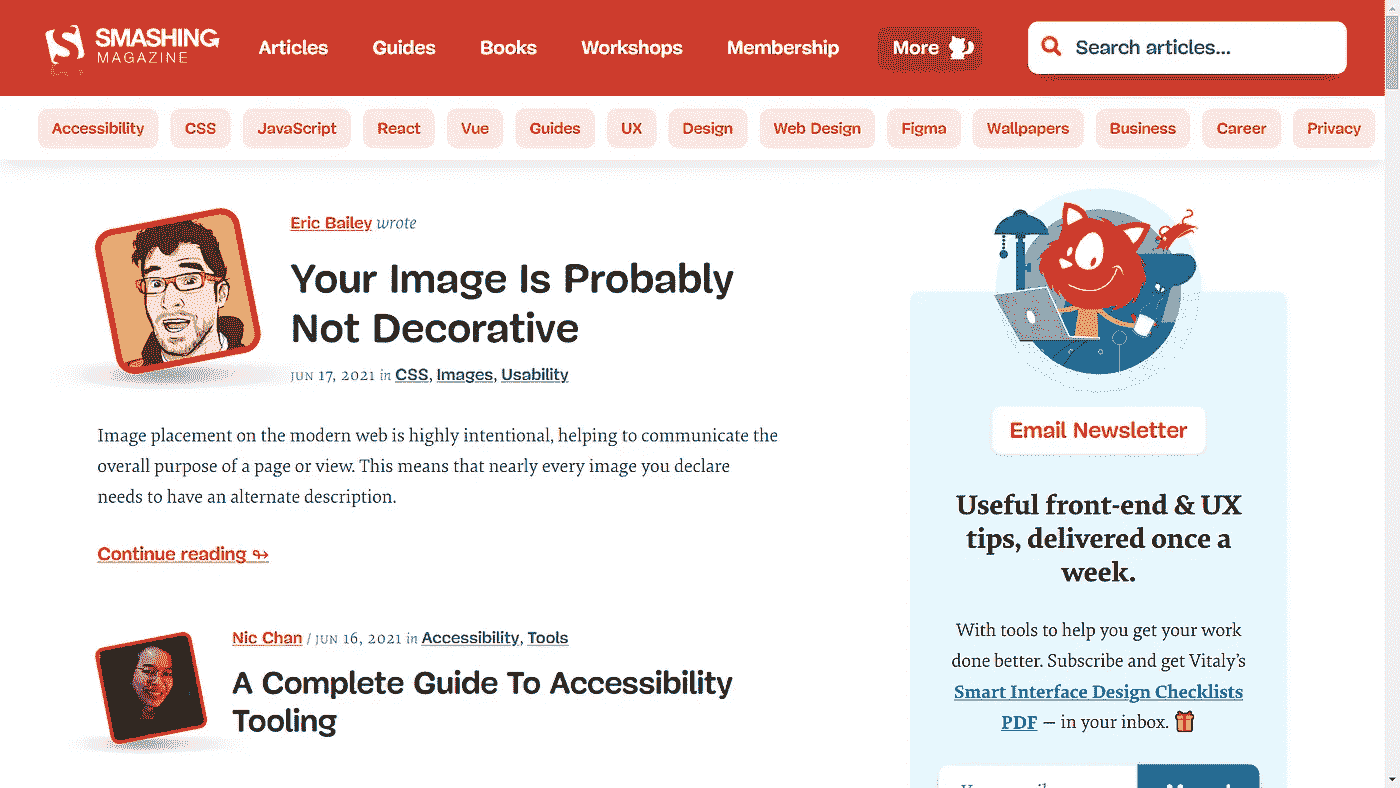 SMASHING
MAGAZINE
Articles Guides Books Workshops Membership More Search articles...
Accessibility CSS JavaScript React Vue Guides UX Design Web Design Figma Wallpapers Business Career Privacy
Eric Bailey wrote
Your Image Is Probably
Not Decorative
JUN 17, 2021 in CSS, Images, Usability
Image placement on the modern web is highly intentional, helping to communicate the
overall purpose of a page or view. This means that nearly every image you declare
needs to have an alternate description.
Continue reading ↬
Nic Chan / JUN 16, 2021 in Accessibility, Tools
A Complete Guide To Accessibility
Tooling
Email Newsletter
Useful front-end & UX
tips, delivered once a
week.
With tools to help you get your work
done better. Subscribe and get Vitaly’s
Smart Interface Design Checklists
PDF — in your inbox. 🎁